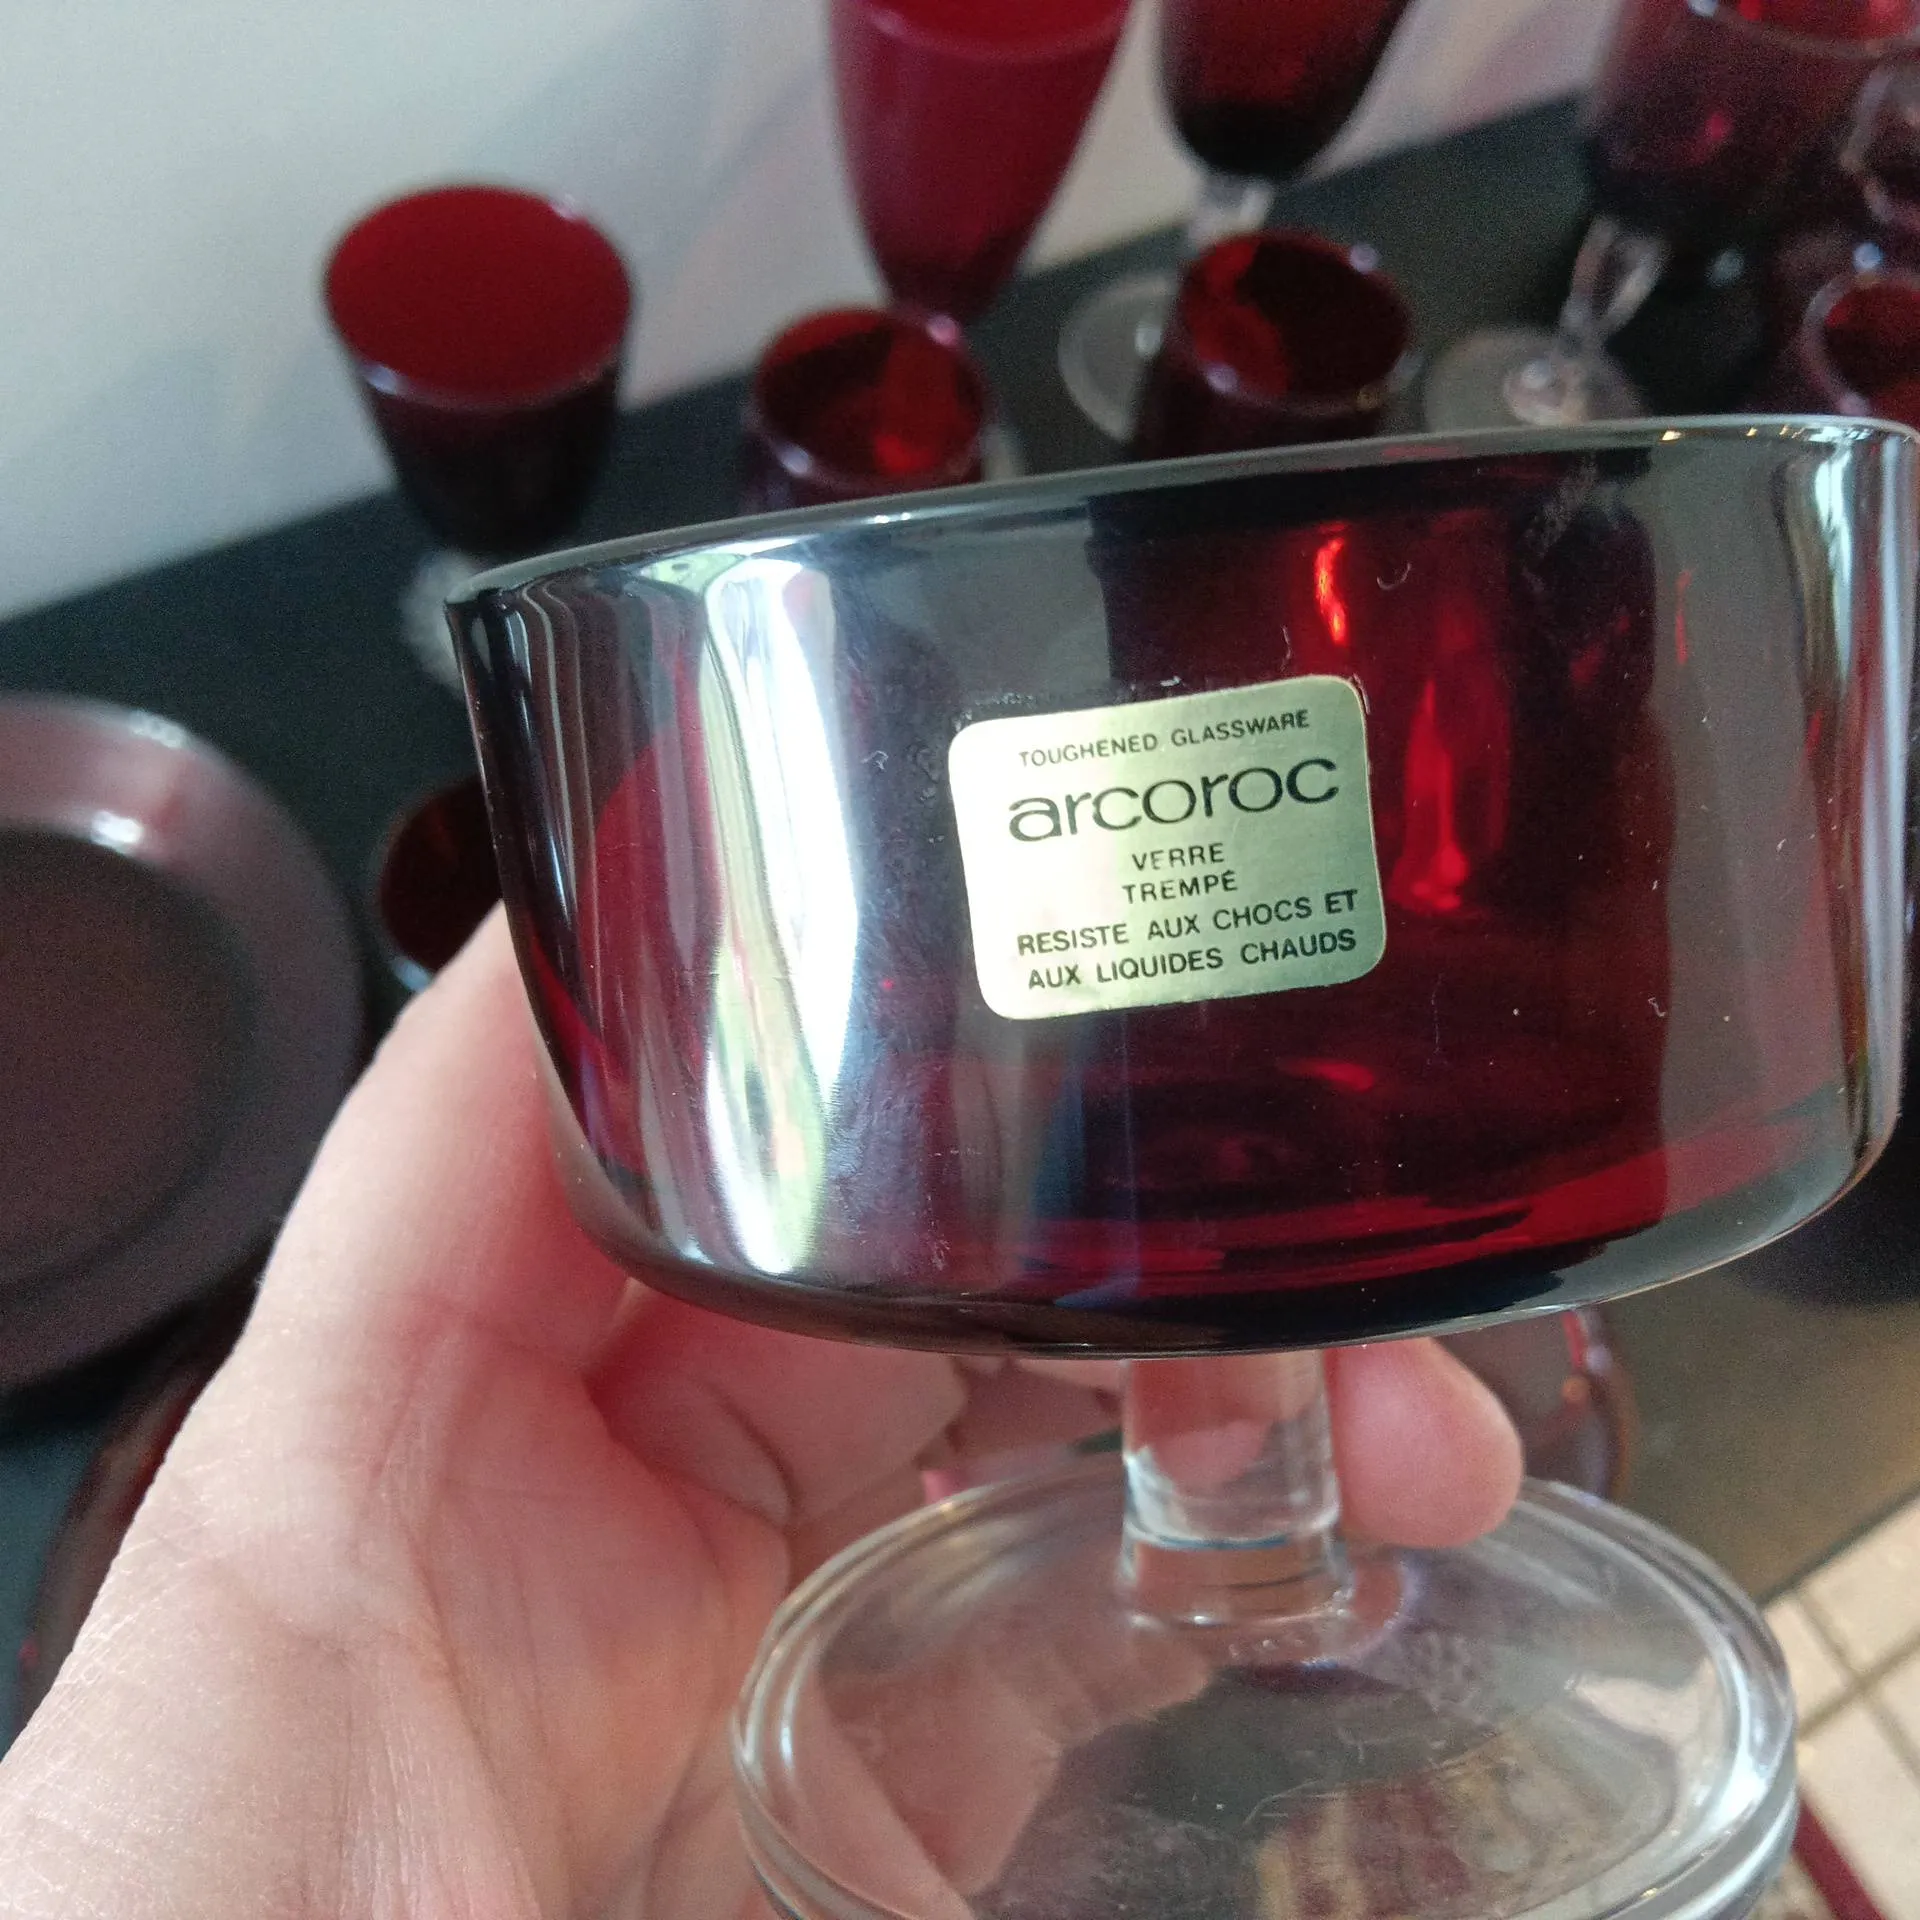 TOUGHENED GLASSWARE
arcoroc
VERRE
TREMPÉ
RESISTE AUX CHOCS ET
AUX LIQUIDES CHAUDS